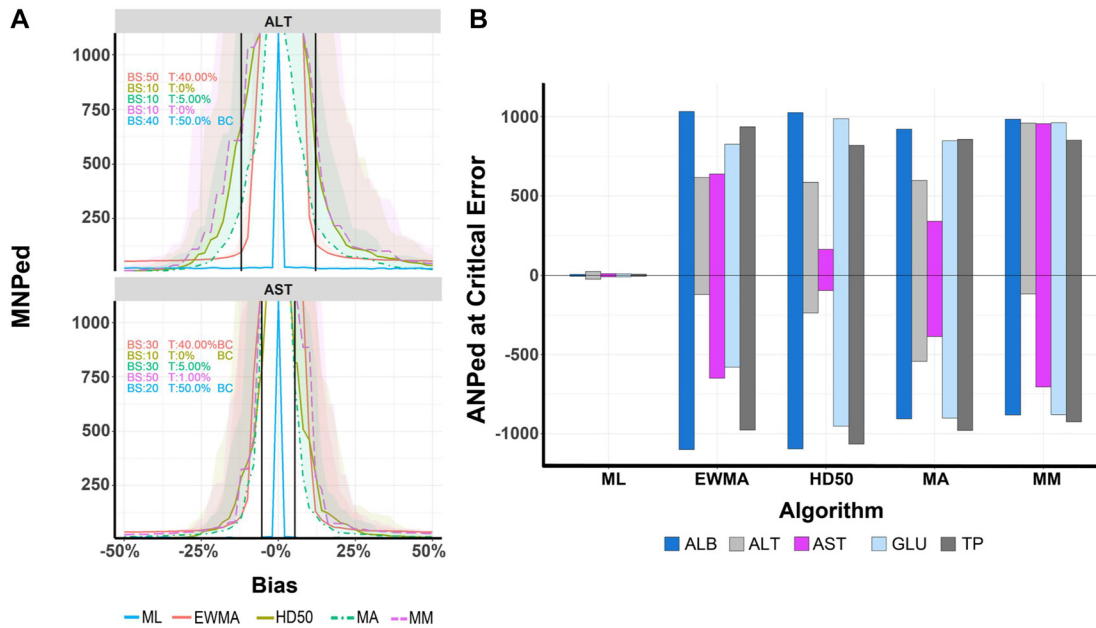 A
ALT
1000
750
500
250
BS:50 T:40.00%
BS:10 T:0%
BS:10 T:5.00%
BS:10 T:0%
BS:40 T:50.0% BC
MNPed
AST
1000
750
500
250
BS:30 T:40.00%BC
BS:10 T:0% BC
BS:30 T:5.00%
BS:50 T:1.00%
BS:20 T:50.0% BC
-50% -25% -0% 25% 50%
Bias
ML EWMA HD50 MA MM
B
ANPed at Critical Error
1000
500
0
-500
-1000
ML EWMA HD50 MA MM
Algorithm
ALB ALT AST GLU TP